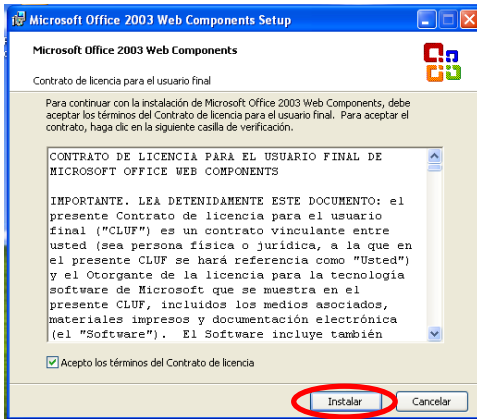 Microsoft Office 2003 Web Components Setup
Microsoft Office 2003 Web Components
Contrato de licencia para el usuario final
Para continuar con la instalación de Microsoft Office 2003 Web Components, debe
aceptar los términos del Contrato de licencia para el usuario final. Para aceptar el
contrato, haga clic en la siguiente casilla de verificación.
CONTRATO DE LICENCIA PARA EL USUARIO FINAL DE
MICROSOFT OFFICE WEB COMPONENTS
IMPORTANTE. LEA DETENIDAMENTE ESTE DOCUMENTO: el
presente Contrato de licencia para el usuario
final ("CLUF") es un contrato vinculante entre
usted (sea persona física o jurídica, a la que en
el presente CLUF se hará referencia como "Usted")
y el Otorgante de la licencia para la tecnología
software de Microsoft que se muestra en el
presente CLUF, incluidos los medios asociados,
materiales impresos y documentación electrónica
(el "Software"). El Software incluye también
Acepto los términos del Contrato de licencia
Instalar
Cancelar